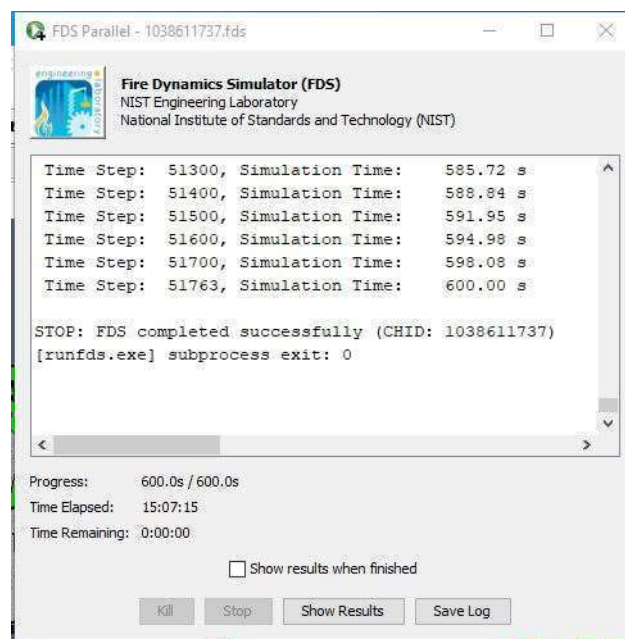 FDS Parallel - 1038611737.fds
engineering laboratory
Fire Dynamics Simulator (FDS)
NIST Engineering Laboratory
National Institute of Standards and Technology (NIST)
Time Step: 51300, Simulation Time: 585.72 s
Time Step: 51400, Simulation Time: 588.84 s
Time Step: 51500, Simulation Time: 591.95 s
Time Step: 51600, Simulation Time: 594.98 s
Time Step: 51700, Simulation Time: 598.08 s
Time Step: 51763, Simulation Time: 600.00 s
STOP: FDS completed successfully (CHID: 1038611737)
[runfds.exe] subprocess exit: 0
Progress: 600.0s / 600.0s
Time Elapsed: 15:07:15
Time Remaining: 0:00:00
Show results when finished
Kill Stop Show Results Save Log